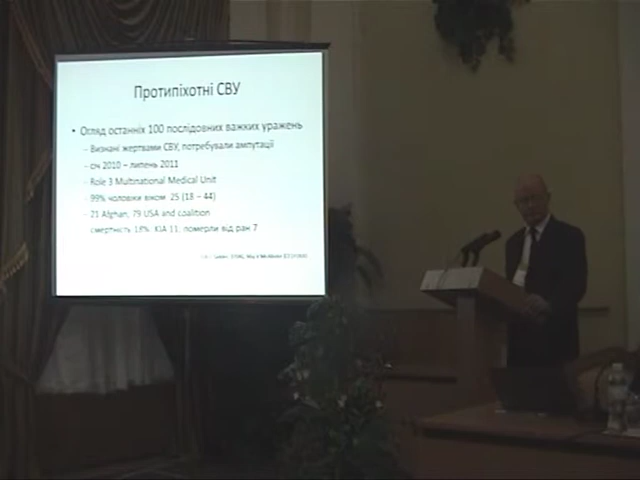 Протипіхотні СВУ
• Огляд останніх 100 послідовних важких уражень
– Визнані жертвами СВУ, потребували ампутації
– січ 2010 – липень 2011
– Role 3 Multinational Medical Unit
– 99% чоловіки віком 25 (18 – 44)
– 21 Afghan, 79 USA and coalition
смертність 18% KIA 11, померли від ран 7